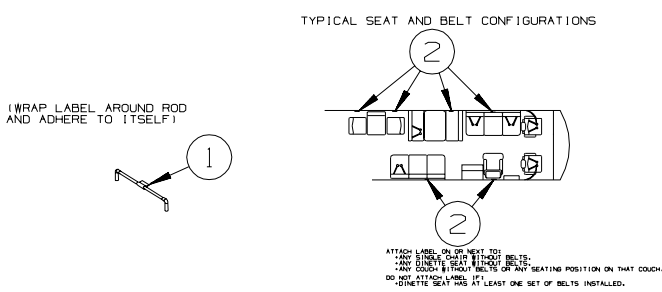 TYPICAL SEAT AND BELT CONFIGURATIONS
2
(WRAP LABEL AROUND ROD
AND ADHERE TO ITSELF)
1
2
ATTACH LABEL ON OR NEXT TO:
•ANY SINGLE CHAIR WITHOUT BELTS.
•ANY DINETTE SEAT WITHOUT BELTS.
•ANY COUCH WITHOUT BELTS OR ANY SEATING POSITION ON THAT COUCH.
DO NOT ATTACH LABEL IF:
•DINETTE SEAT HAS AT LEAST ONE SET OF BELTS INSTALLED.